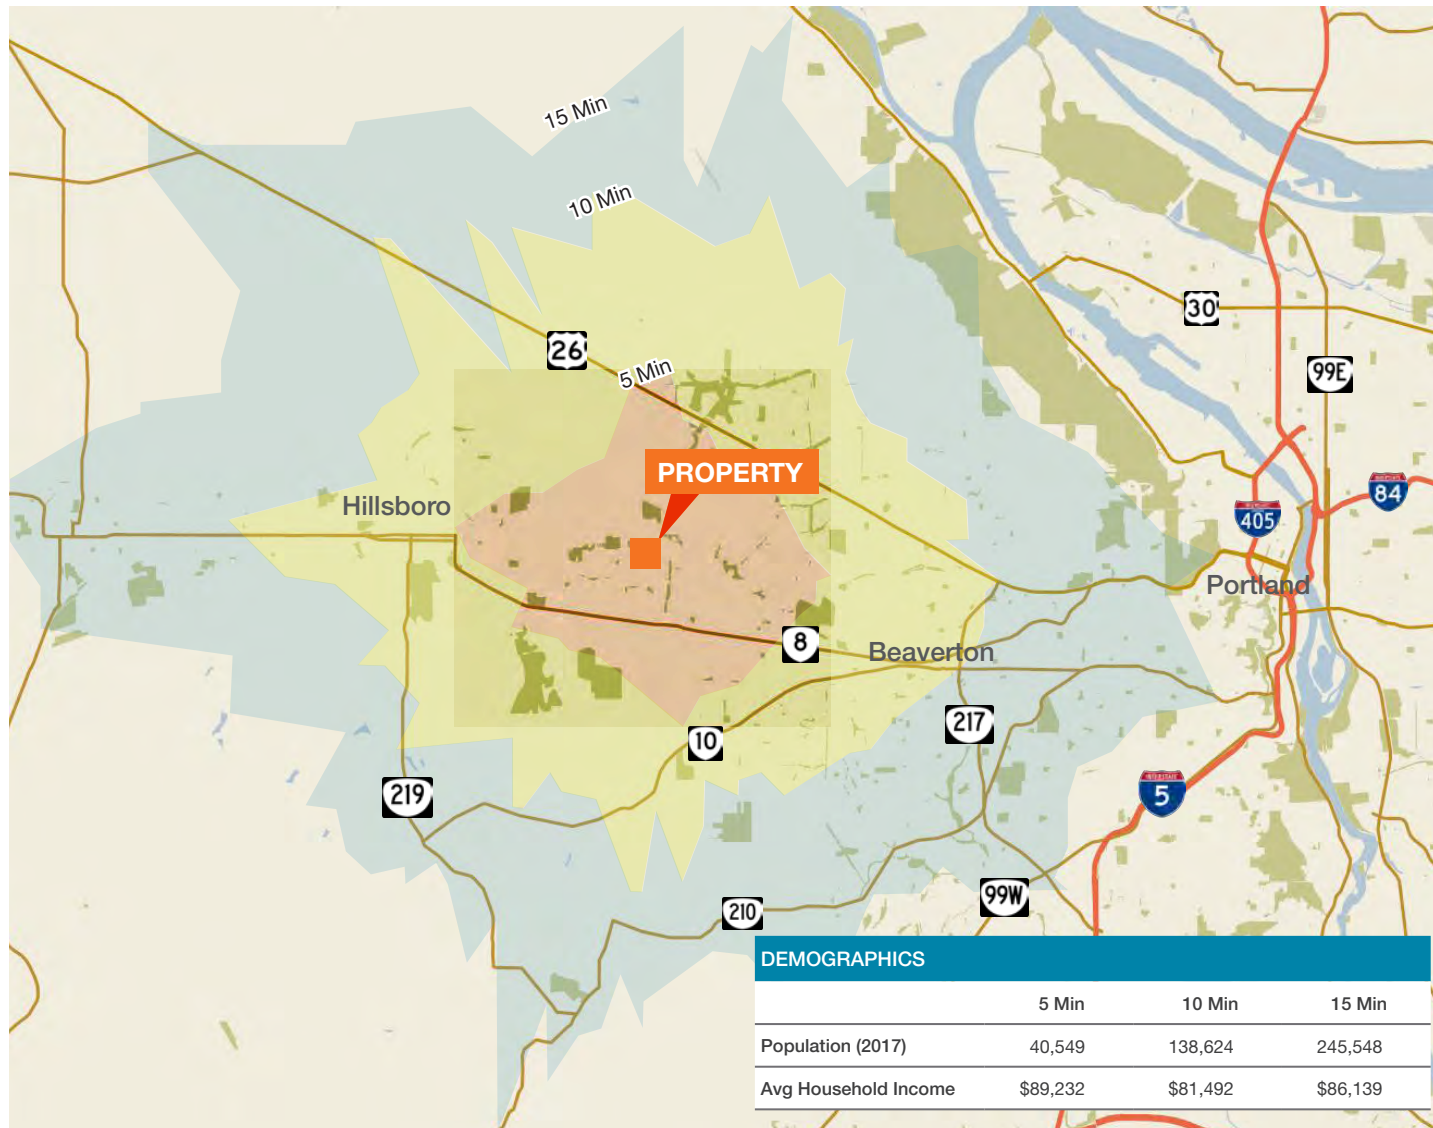 15 Min
10 Min
30
26
5 Min
99E
PROPERTY
84
Hillsboro
405
Portland
8
Beaverton
217
10
219
INTERSTATE
5
99W
210
DEMOGRAPHICS
5 Min 10 Min 15 Min
Population (2017) 40,549 138,624 245,548
Avg Household Income $89,232 $81,492 $86,139